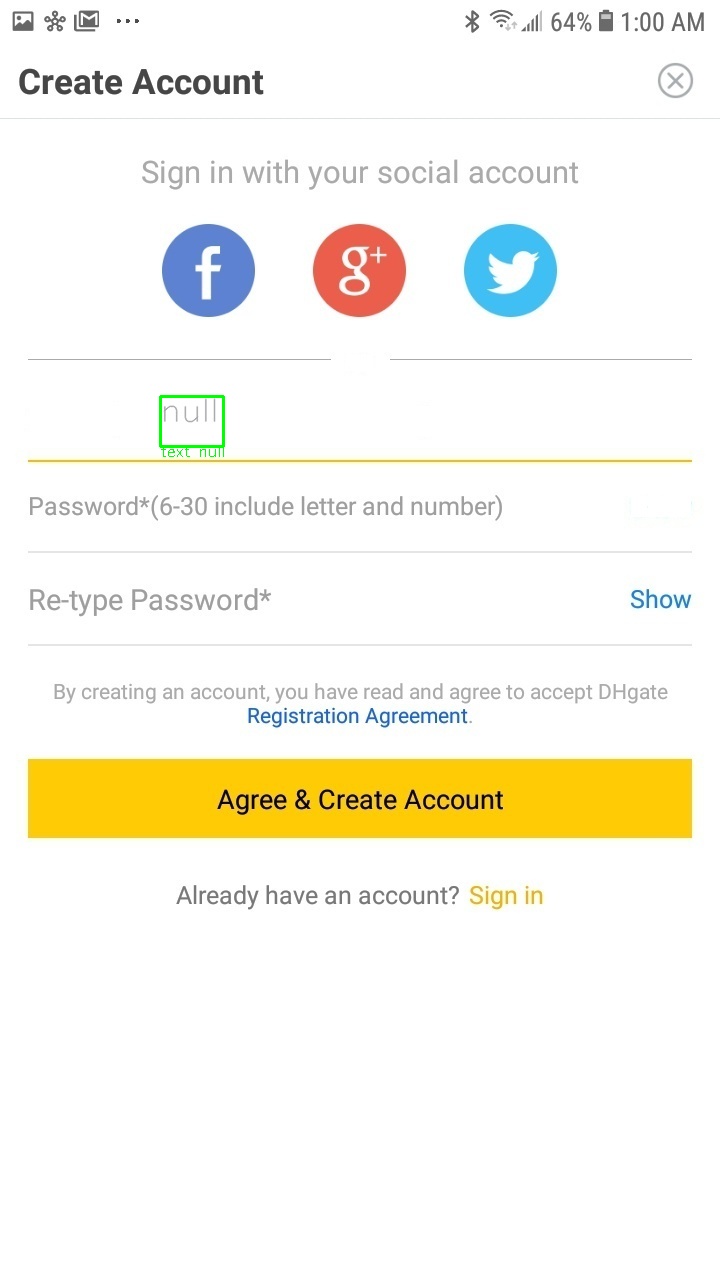 64% 1:00 AM
Create Account
Sign in with your social account
f g+
null
text null
Password*(6-30 include letter and number)
Re-type Password* Show
By creating an account, you have read and agree to accept DHgate
Registration Agreement.
Agree & Create Account
Already have an account? Sign in